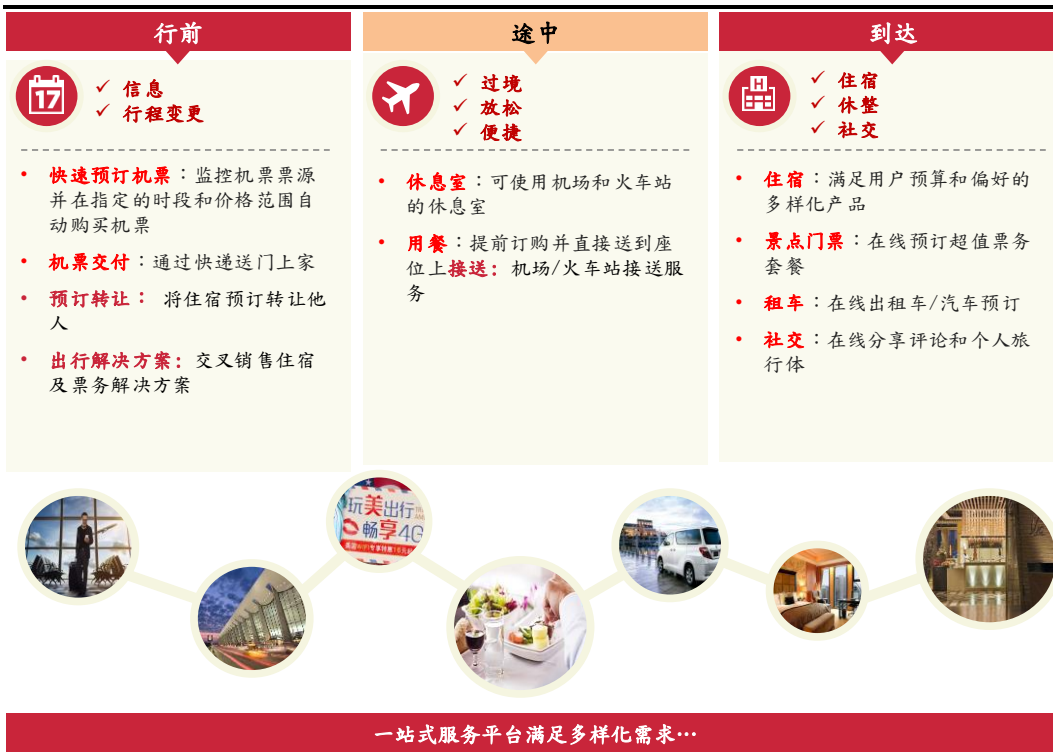 行前
17
✓ 信息
✓ 行程变更
• 快速预订机票：监控机票票源
并在指定的时段和价格范围自
动购买机票
• 机票交付：通过快递送门上家
• 预订转让： 将住宿预订转让他
人
• 出行解决方案：交叉销售住宿
及票务解决方案
途中
✓ 过境
✓ 放松
✓ 便捷
• 休息室：可使用机场和火车站
的休息室
• 用餐：提前订购并直接送到座
位上接送：机场/火车站接送服
务
到达
H
✓ 住宿
✓ 休整
✓ 社交
• 住宿：满足用户预算和偏好的
多样化产品
• 景点门票：在线预订超值票务
套餐
• 租车：在线出租车/汽车预订
• 社交：在线分享评论和个人旅
行体
玩美出行
畅享4G
一站式服务平台满足多样化需求…